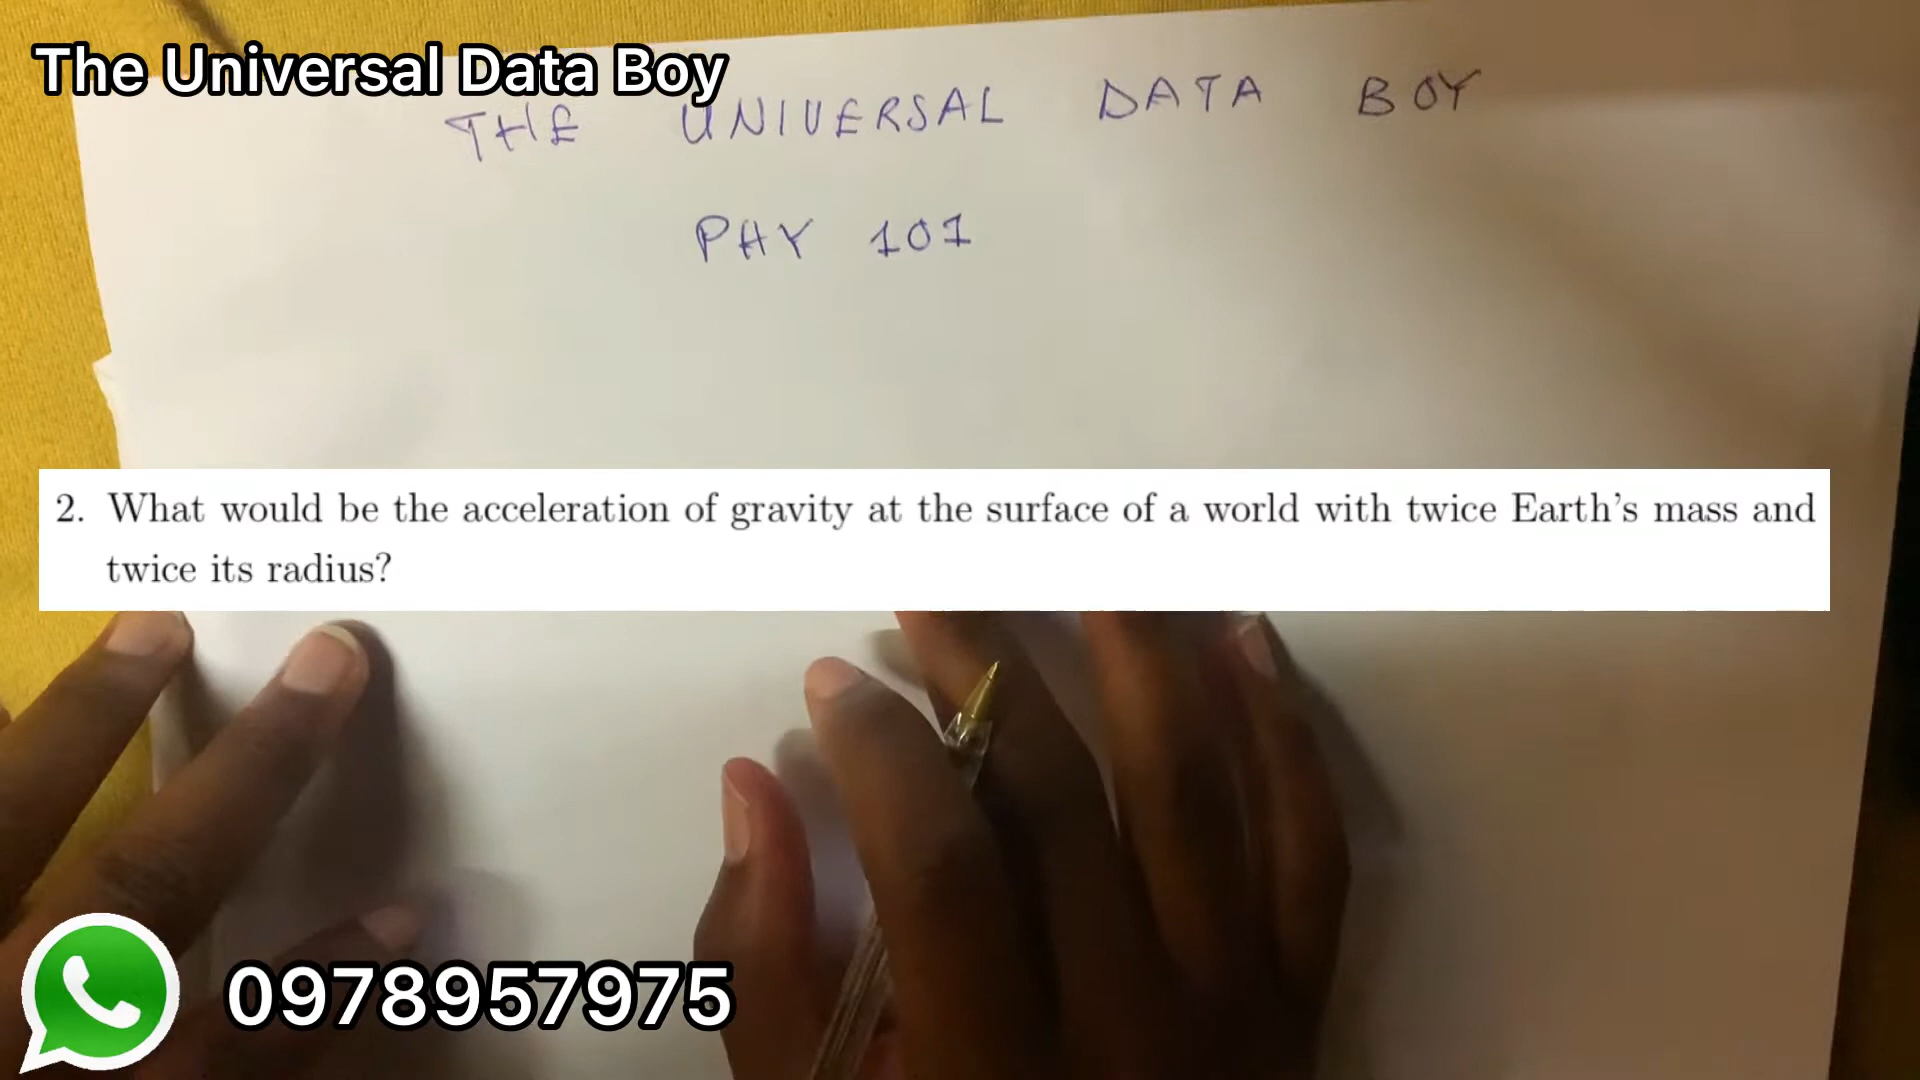 The Universal Data Boy
THE UNIVERSAL DATA BOY
PHY 101
2. What would be the acceleration of gravity at the surface of a world with twice Earth's mass and
twice its radius?
0978957975